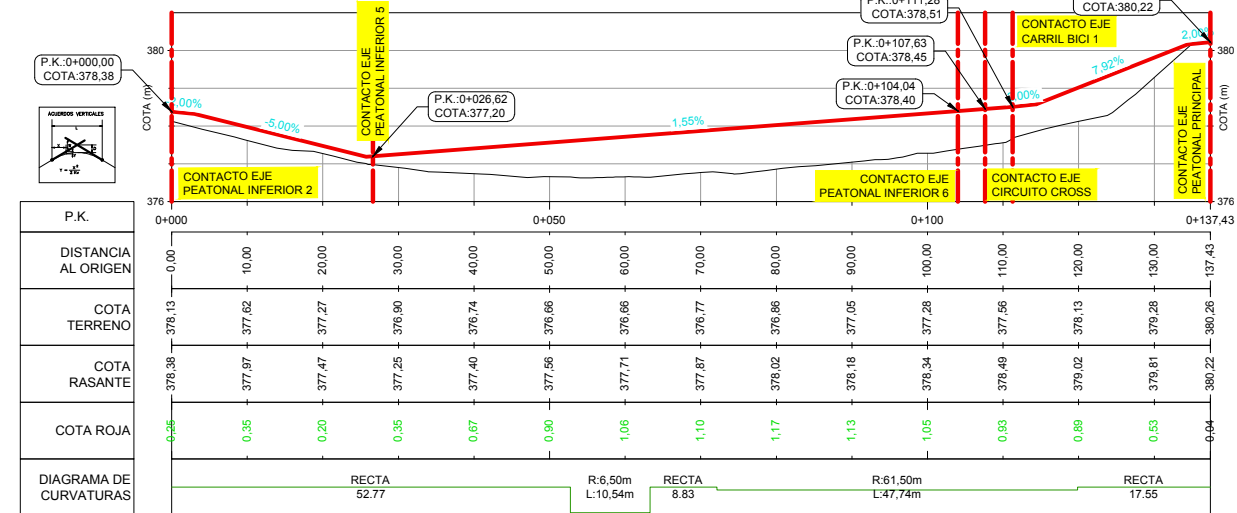 P.K.:0+111,28
COTA:378,51
COTA:380,22
CONTACTO EJE
CARRIL BICI 1
2.00%
380
380
P.K.:0+000,00
COTA:378,38
CONTACTO EJE
PEATONAL INFERIOR 5
P.K.:0+107,63
COTA:378,45
7.92%
P.K.:0+104,04
COTA:378,40
P.K.:0+026,62
COTA:377,20
ACUERDOS VERTICALES
COTA (m)
-5.00%
1.55%
COTA (m)
CONTACTO EJE
PEATONAL PRINCIPAL
CONTACTO EJE
PEATONAL INFERIOR 2
CONTACTO EJE
PEATONAL INFERIOR 6
CONTACTO EJE
CIRCUITO CROSS
376
376
P.K.
0+000
0+050
0+100
0+137,43
DISTANCIA
AL ORIGEN
0,00 10,00 20,00 30,00 40,00 50,00 60,00 70,00 80,00 90,00 100,00 110,00 120,00 130,00 137,43
COTA
TERRENO
378,13 377,62 377,27 376,90 376,74 376,66 376,66 376,77 376,86 377,05 377,28 377,56 378,13 379,28 380,26
COTA
RASANTE
378,38 377,97 377,47 377,25 377,40 377,56 377,71 377,87 378,02 378,18 378,34 378,49 379,02 379,81 380,22
COTA ROJA
0,26 0,35 0,20 0,35 0,67 0,90 1,06 1,10 1,17 1,13 1,05 0,93 0,89 0,53 0,04
DIAGRAMA DE
CURVATURAS
RECTA
52.77
R:6,50m
L:10,54m
RECTA
8.83
R:61,50m
L:47,74m
RECTA
17.55